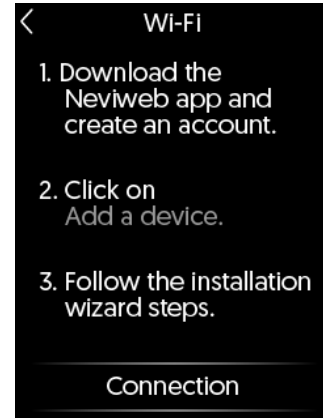 Wi-Fi
1. Download the
Neviweb app and
create an account.
2. Click on
Add a device.
3. Follow the installation
wizard steps.
Connection